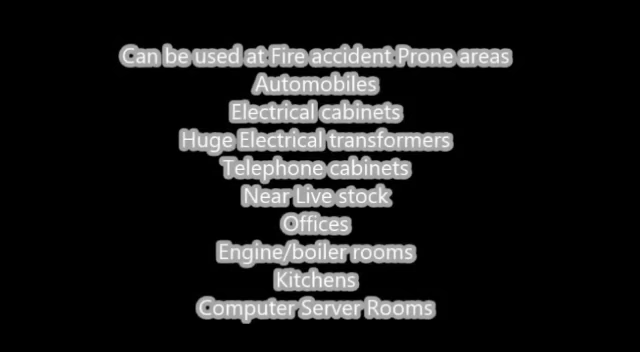 Can be used at Fire accident Prone areas
Automobiles
Electrical cabinets
Huge Electrical transformers
Telephone cabinets
Near Live stock
Offices
Engine/boiler rooms
Kitchens
Computer Server Rooms